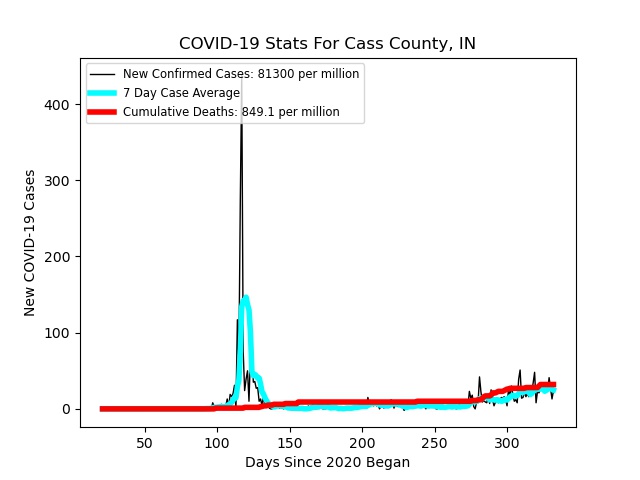 COVID-19 Stats For Cass County, IN
New Confirmed Cases: 81300 per million
7 Day Case Average
Cumulative Deaths: 849.1 per million
New COVID-19 Cases
400
300
200
100
0
50 100 150 200 250 300
Days Since 2020 Began